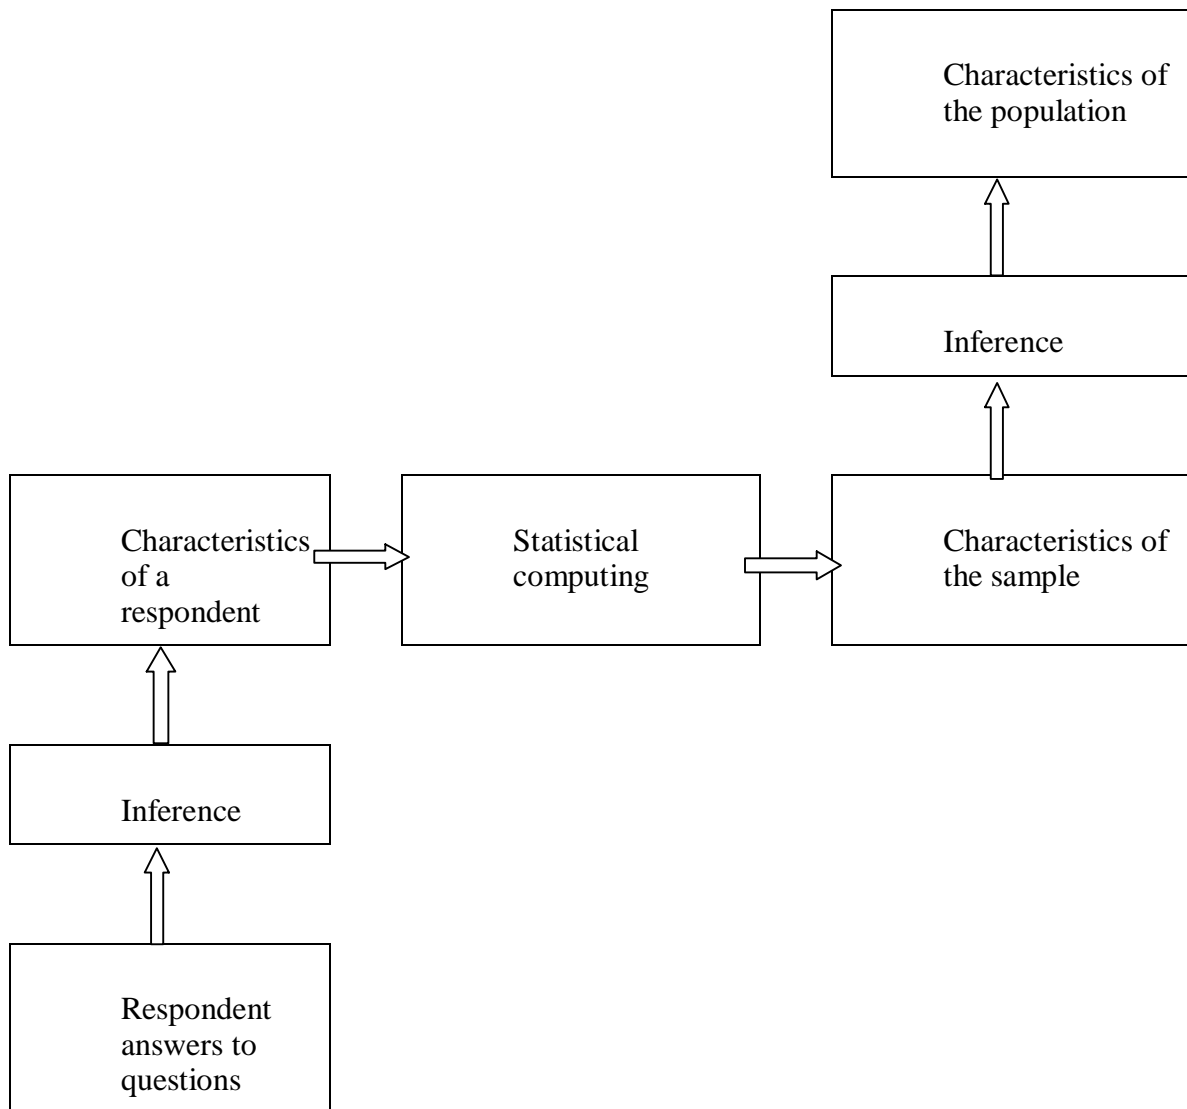 Characteristics of
the population
Inference
Characteristics
of a
respondent
Statistical
computing
Characteristics of
the sample
Inference
Respondent
answers to
questions